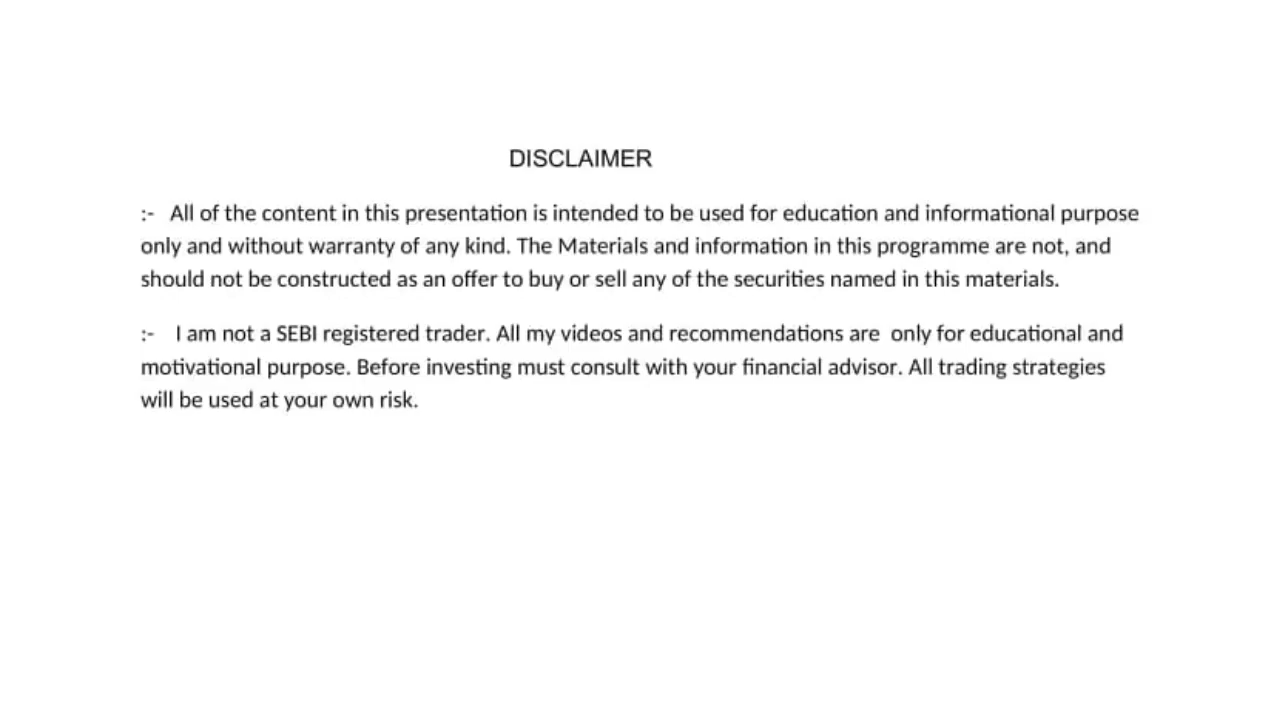 DISCLAIMER
:- All of the content in this presentation is intended to be used for education and informational purpose
only and without warranty of any kind. The Materials and information in this programme are not, and
should not be constructed as an offer to buy or sell any of the securities named in this materials.
:- I am not a SEBI registered trader. All my videos and recommendations are only for educational and
motivational purpose. Before investing must consult with your financial advisor. All trading strategies
will be used at your own risk.